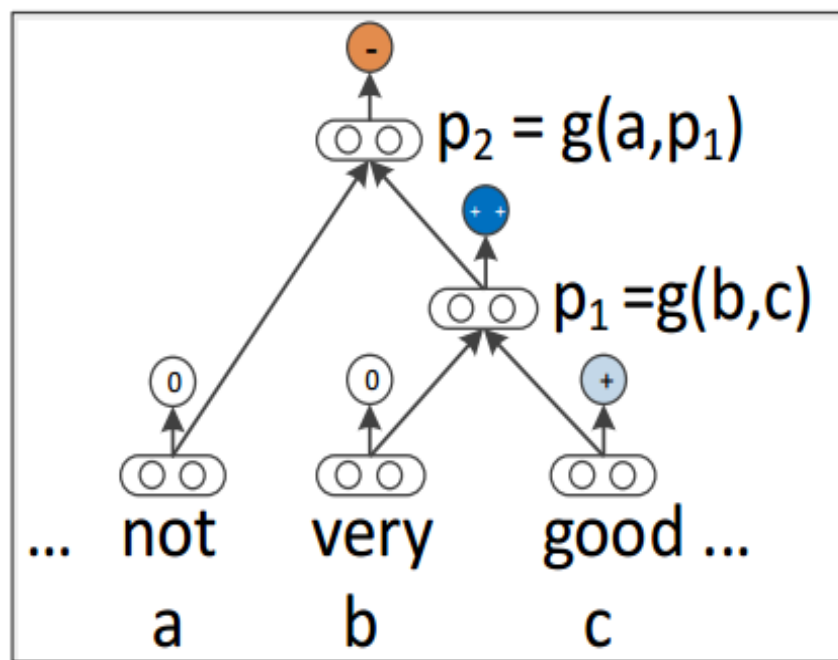 -
p₂ = g(a,p₁)
+ +
p₁ =g(b,c)
0 0 +
... not very good ...
a b c